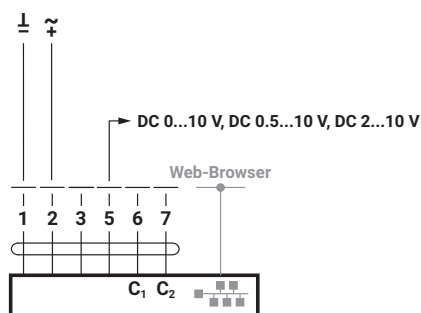 ⊥ ~
– +
DC 0...10 V, DC 0.5...10 V, DC 2...10 V
Web-Browser
1 2 3 5 6 7
C₁ C₂